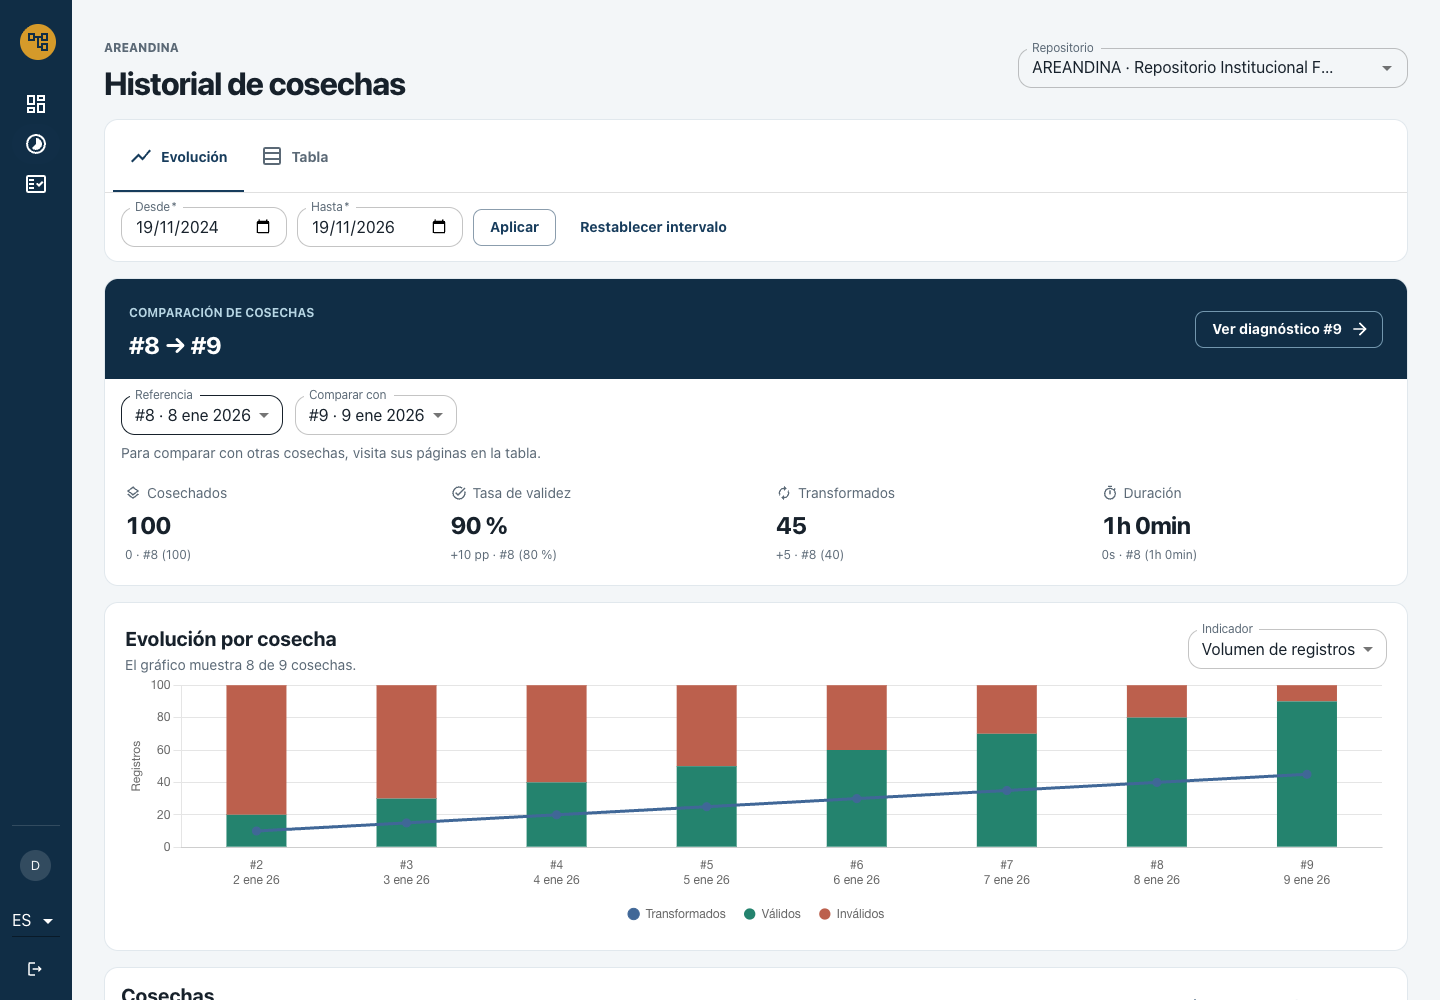 AREANDINA
Historial de cosechas
Repositorio
AREANDINA · Repositorio Institucional F...
Evolución
Tabla
Desde *
19/11/2024
Hasta *
19/11/2026
Aplicar
Restablecer intervalo
COMPARACIÓN DE COSECHAS
#8 → #9
Ver diagnóstico #9 →
Referencia
#8 · 8 ene 2026
Comparar con
#9 · 9 ene 2026
Para comparar con otras cosechas, visita sus páginas en la tabla.
Cosechados
100
0 · #8 (100)
Tasa de validez
90 %
+10 pp · #8 (80 %)
Transformados
45
+5 · #8 (40)
Duración
1h 0min
0s · #8 (1h 0min)
Evolución por cosecha
El gráfico muestra 8 de 9 cosechas.
Indicador
Volumen de registros
Registros
100
80
60
40
20
0
#2
2 ene 26
#3
3 ene 26
#4
4 ene 26
#5
5 ene 26
#6
6 ene 26
#7
7 ene 26
#8
8 ene 26
#9
9 ene 26
Transformados
Válidos
Inválidos
Cosechas
D
ES